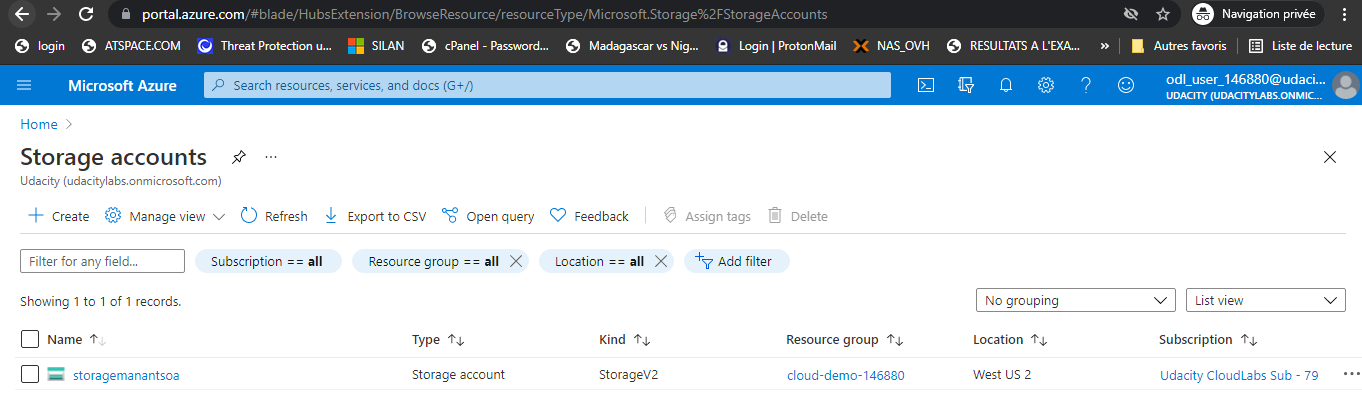 portal.azure.com/#blade/HubsExtension/BrowseResource/resourceType/Microsoft.Storage%2FStorageAccounts Navigation privée
login ATSPACE.COM Threat Protection u... SILAN cPanel - Password... Madagascar vs Nig... Login | ProtonMail NAS_OVH RESULTATS A L'EXA... » Autres favoris Liste de lecture
Microsoft Azure Search resources, services, and docs (G+/) odl_user_146880@udaci...
UDACITY (UDACITYLABS.ONMIC...
Home >
Storage accounts ...
Udacity (udacitylabs.onmicrosoft.com)
+ Create Manage view Refresh Export to CSV Open query Feedback Assign tags Delete
Filter for any field... Subscription == all Resource group == all Location == all Add filter
Showing 1 to 1 of 1 records. No grouping List view
Name ↑↓ Type ↑↓ Kind ↑↓ Resource group ↑↓ Location ↑↓ Subscription ↑↓
storagemanantsoa Storage account StorageV2 cloud-demo-146880 West US 2 Udacity CloudLabs Sub - 79 ...